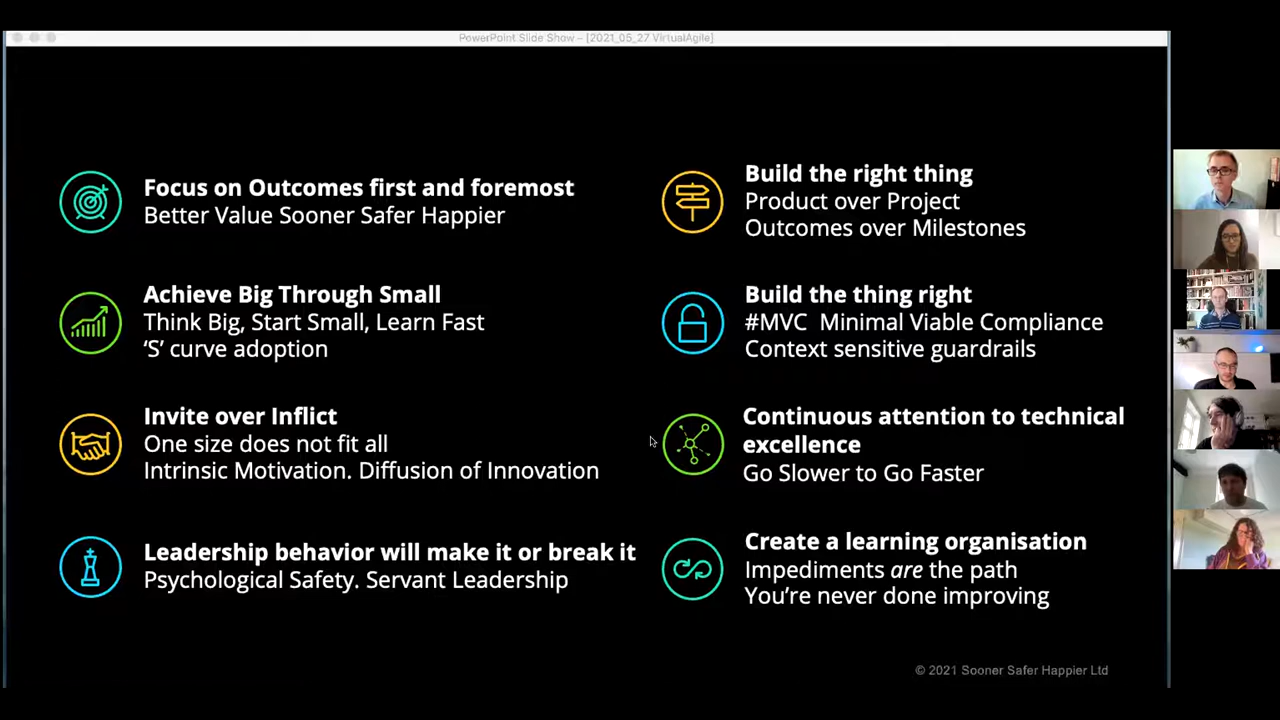 PowerPoint Slide Show – [2021_05_27 VirtualAgile]
Focus on Outcomes first and foremost
Better Value Sooner Safer Happier
Achieve Big Through Small
Think Big, Start Small, Learn Fast
‘S’ curve adoption
Invite over Inflict
One size does not fit all
Intrinsic Motivation. Diffusion of Innovation
Leadership behavior will make it or break it
Psychological Safety. Servant Leadership
Build the right thing
Product over Project
Outcomes over Milestones
Build the thing right
#MVC Minimal Viable Compliance
Context sensitive guardrails
Continuous attention to technical
excellence
Go Slower to Go Faster
Create a learning organisation
Impediments are the path
You’re never done improving
© 2021 Sooner Safer Happier Ltd